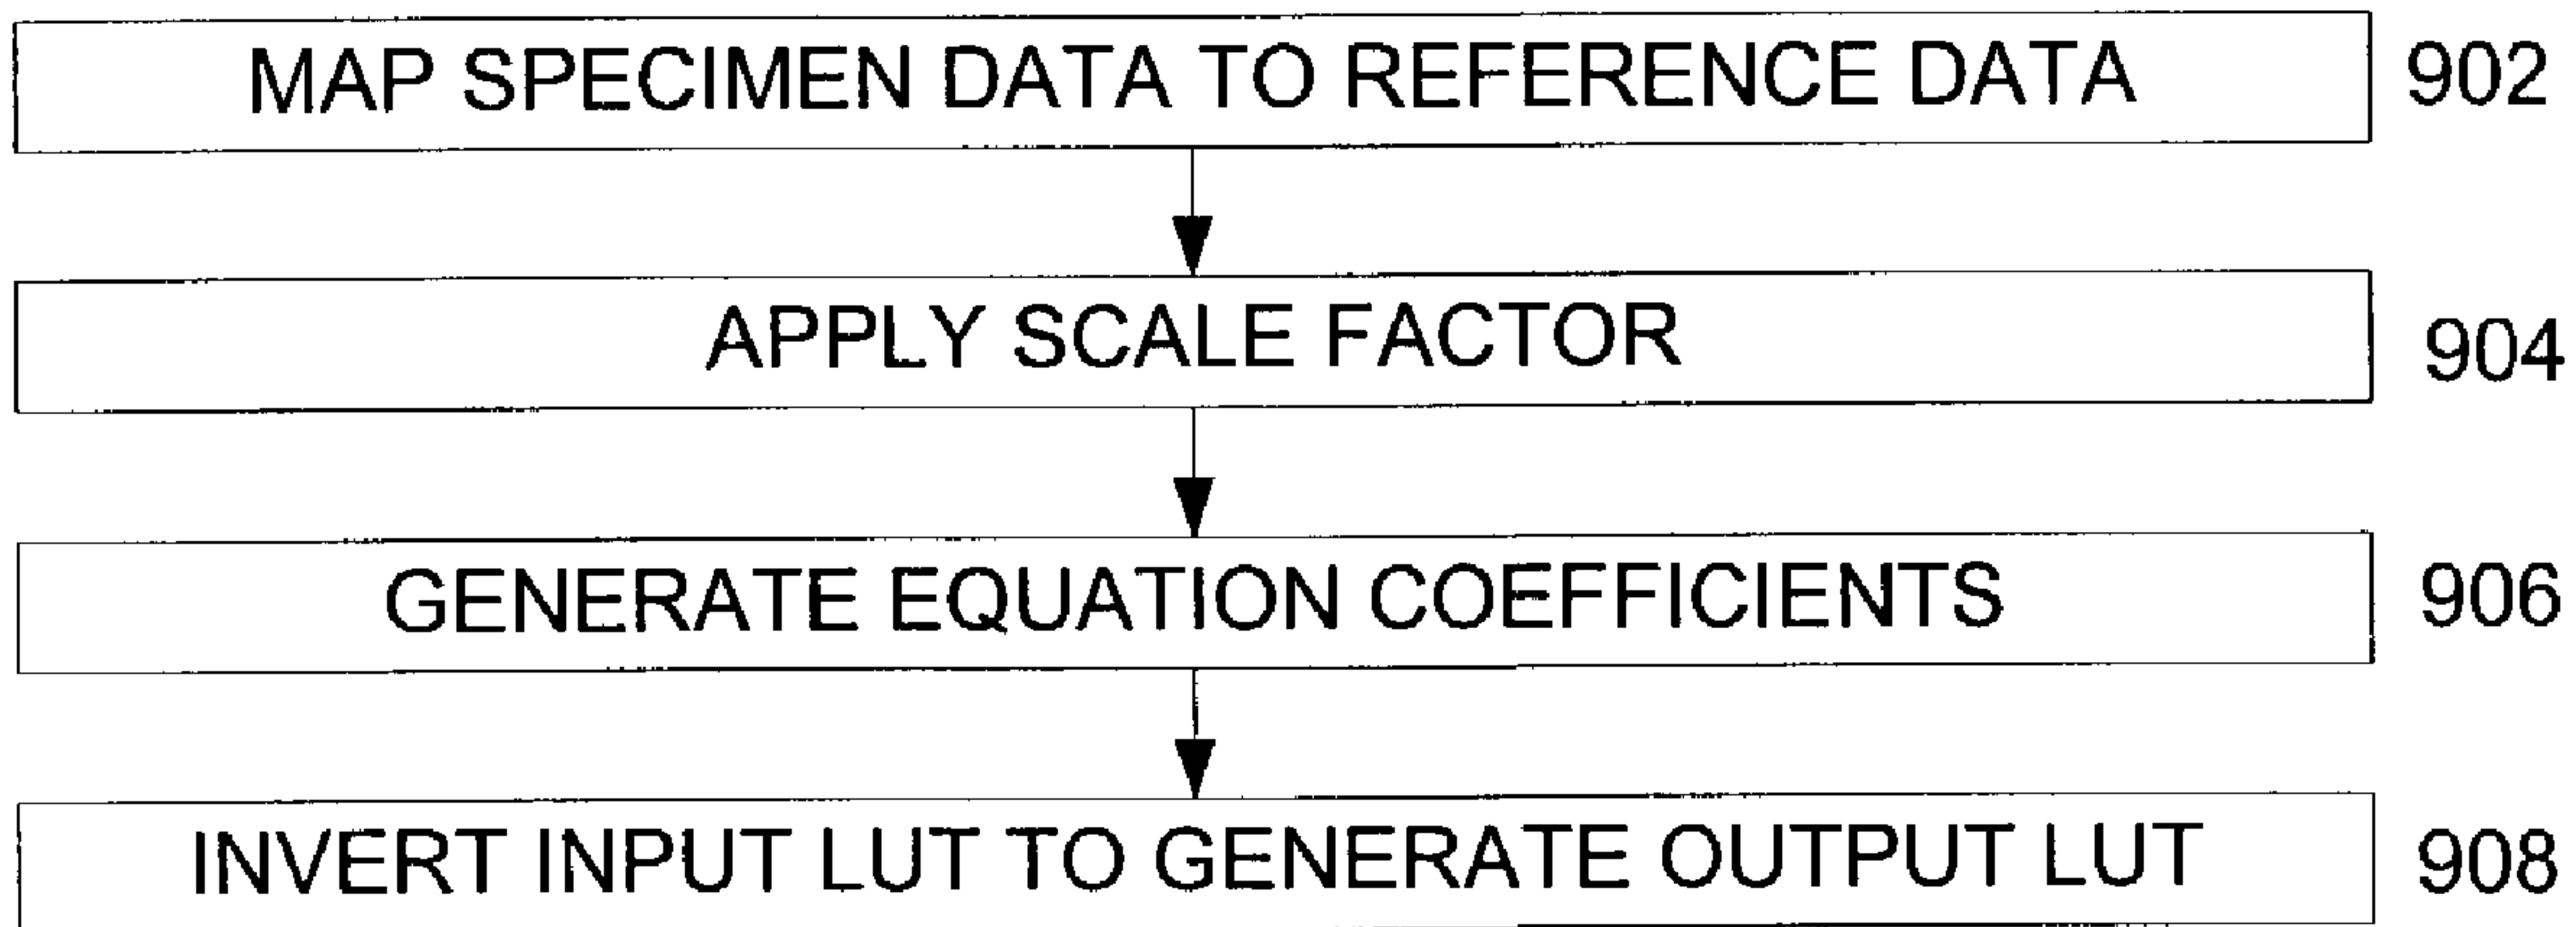 MAP SPECIMEN DATA TO REFERENCE DATA 902
APPLY SCALE FACTOR 904
GENERATE EQUATION COEFFICIENTS 906
INVERT INPUT LUT TO GENERATE OUTPUT LUT 908